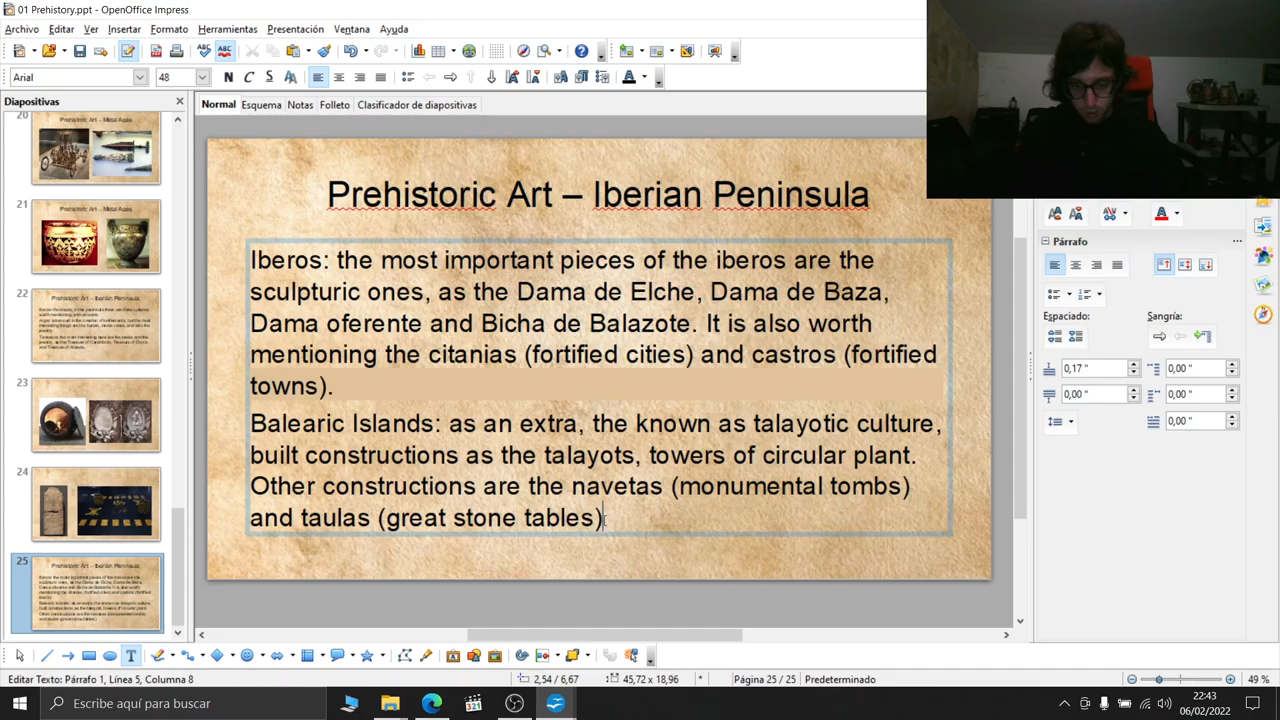 01 Prehistory.ppt - OpenOffice Impress
Archivo Editar Ver Insertar Formato Herramientas Presentación Ventana Ayuda
Arial 48
Diapositivas
Normal Esquema Notas Folleto Clasificador de diapositivas
20
Prehistoric Art – Metal Ages
21
Prehistoric Art – Metal Ages
22
Prehistoric Art – Iberian Peninsula
23
24
25
Prehistoric Art – Iberian Peninsula
Prehistoric Art – Iberian Peninsula
Iberos: the most important pieces of the iberos are the
sculpturic ones, as the Dama de Elche, Dama de Baza,
Dama oferente and Bicha de Balazote. It is also worth
mentioning the citanias (fortified cities) and castros (fortified
towns).
Balearic Islands: as an extra, the known as talayotic culture,
built constructions as the talayots, towers of circular plant.
Other constructions are the navetas (monumental tombs)
and taulas (great stone tables)
Párrafo
Espaciado: Sangría:
0,17 " 0,00 "
0,00 " 0,00 "
0,00 "
Editar Texto: Párrafo 1, Línea 5, Columna 8
2,54 / 6,67
45,72 x 18,96
*
Página 25 / 25
Predeterminado
49 %
Escribe aquí para buscar
22:43
06/02/2022